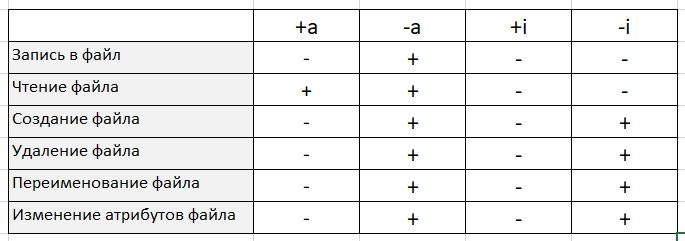 +a -a +i -i
Запись в файл - + - -
Чтение файла + + - -
Создание файла - + - +
Удаление файла - + - +
Переименование файла - + - +
Изменение атрибутов файла - + - +